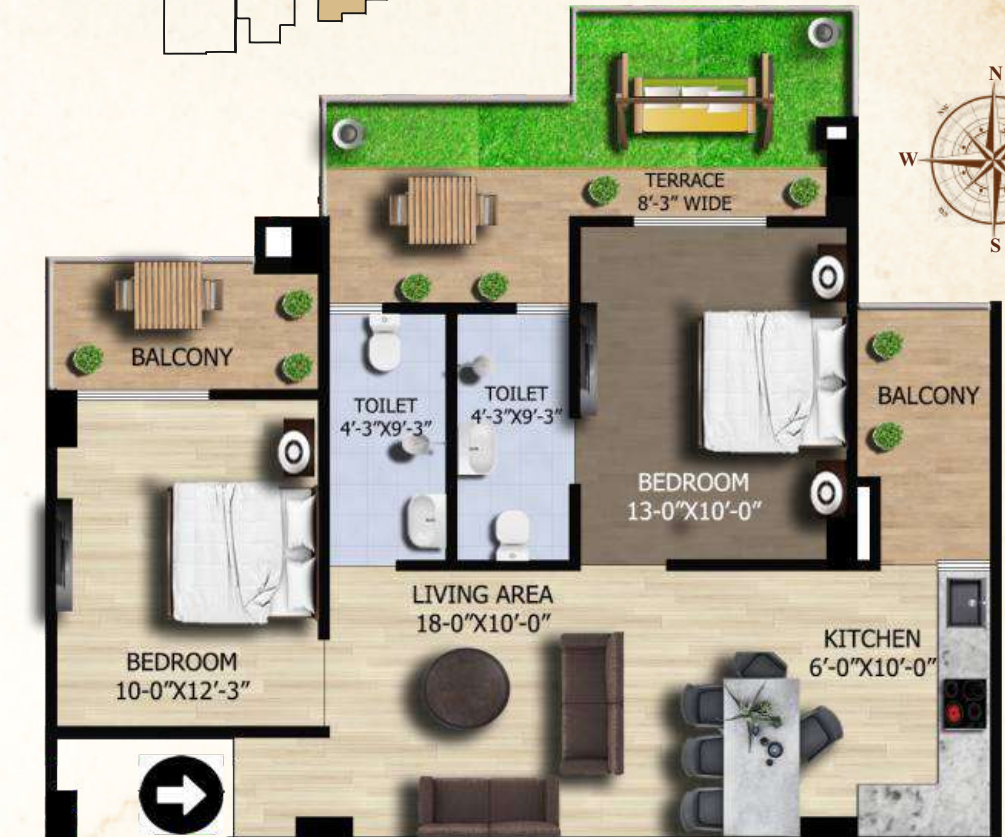 N
W
S
TERRACE
8'-3" WIDE
BALCONY
TOILET
4'-3"X9'-3"
TOILET
4'-3"X9'-3"
BALCONY
BEDROOM
13-0"X10'-0"
LIVING AREA
18-0"X10'-0"
KITCHEN
6'-0"X10'-0"
BEDROOM
10-0"X12'-3"